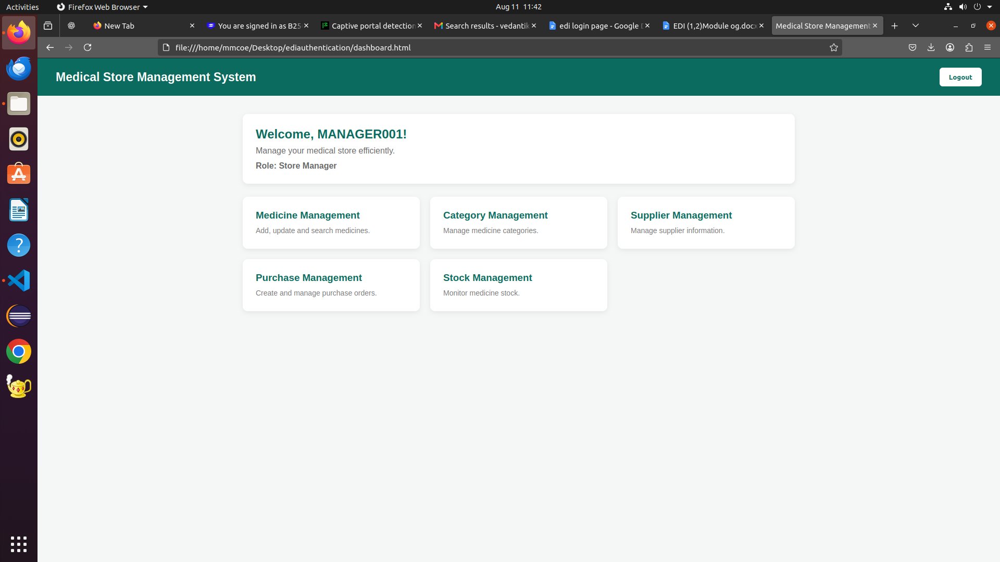 Activities
Firefox Web Browser
Aug 11 11:42
New Tab
You are signed in as B25
Captive portal detection
Search results - vedantik
edi login page - Google D
EDI (1,2)Module og.docx
Medical Store Management
file:///home/mmcoe/Desktop/ediauthentication/dashboard.html
Medical Store Management System
Logout
Welcome, MANAGER001!
Manage your medical store efficiently.
Role: Store Manager
Medicine Management
Add, update and search medicines.
Category Management
Manage medicine categories.
Supplier Management
Manage supplier information.
Purchase Management
Create and manage purchase orders.
Stock Management
Monitor medicine stock.